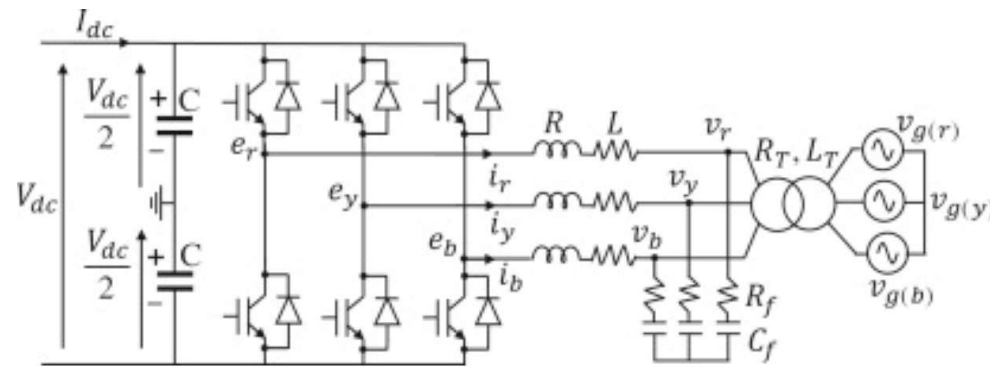 I_dc
V_dc
V_dc/2
+
C
−
V_dc/2
+
C
−
e_r
e_y
e_b
i_r
i_y
i_b
R
L
v_r
v_y
v_b
R_T, L_T
R_f
C_f
v_g(r)
v_g(y)
v_g(b)